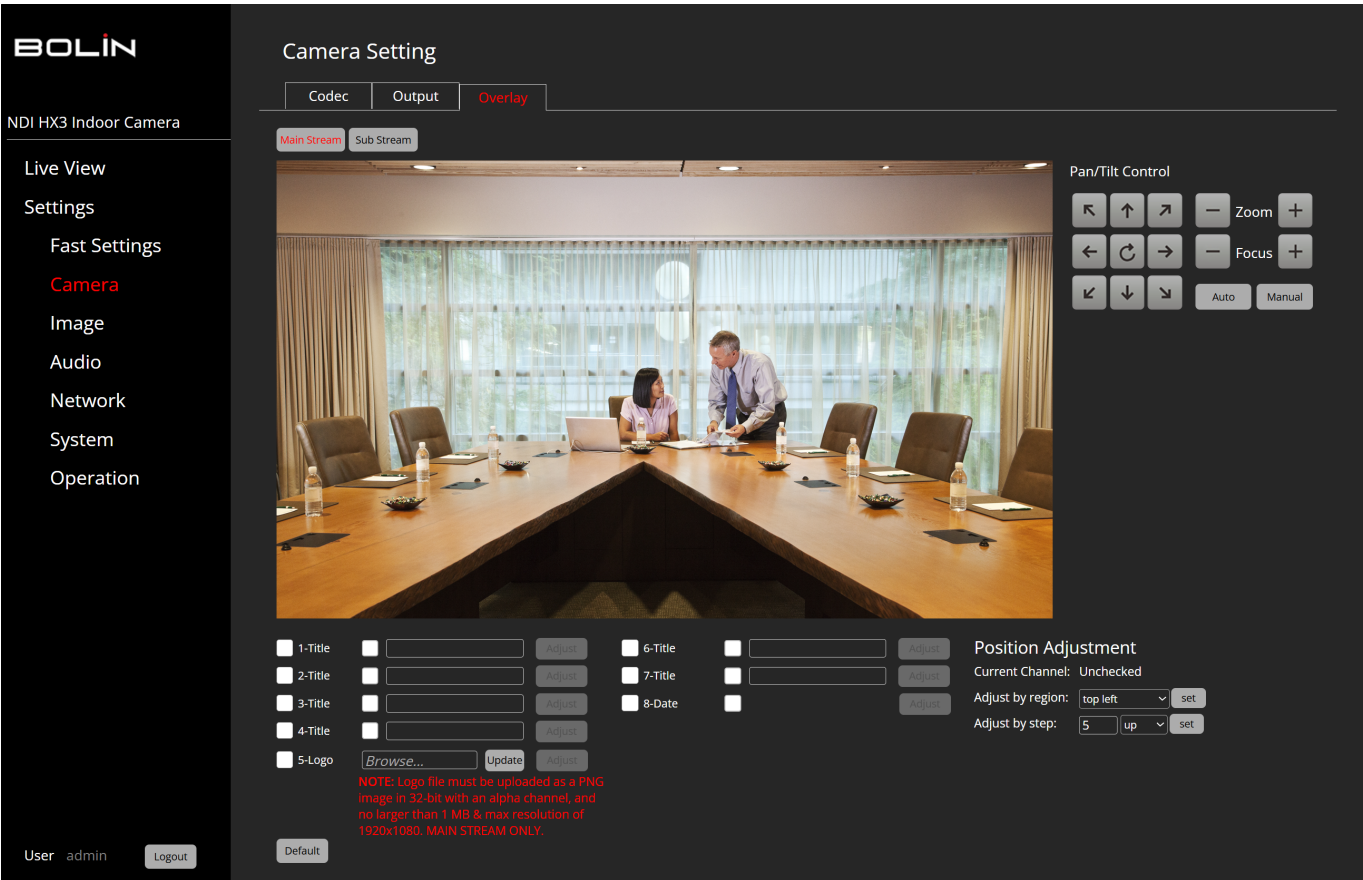 BOLIN
NDI HX3 Indoor Camera
Live View
Settings
Fast Settings
Camera
Image
Audio
Network
System
Operation
User admin Logout
Camera Setting
Codec Output Overlay
Main Stream Sub Stream
Pan/Tilt Control
Zoom
Focus
Auto Manual
1-Title Adjust
2-Title Adjust
3-Title Adjust
4-Title Adjust
5-Logo Browse... Update Adjust
NOTE: Logo file must be uploaded as a PNG
image in 32-bit with an alpha channel, and
no larger than 1 MB & max resolution of
1920x1080. MAIN STREAM ONLY.
6-Title Adjust
7-Title Adjust
8-Date Adjust
Position Adjustment
Current Channel: Unchecked
Adjust by region: top left set
Adjust by step: 5 up set
Default